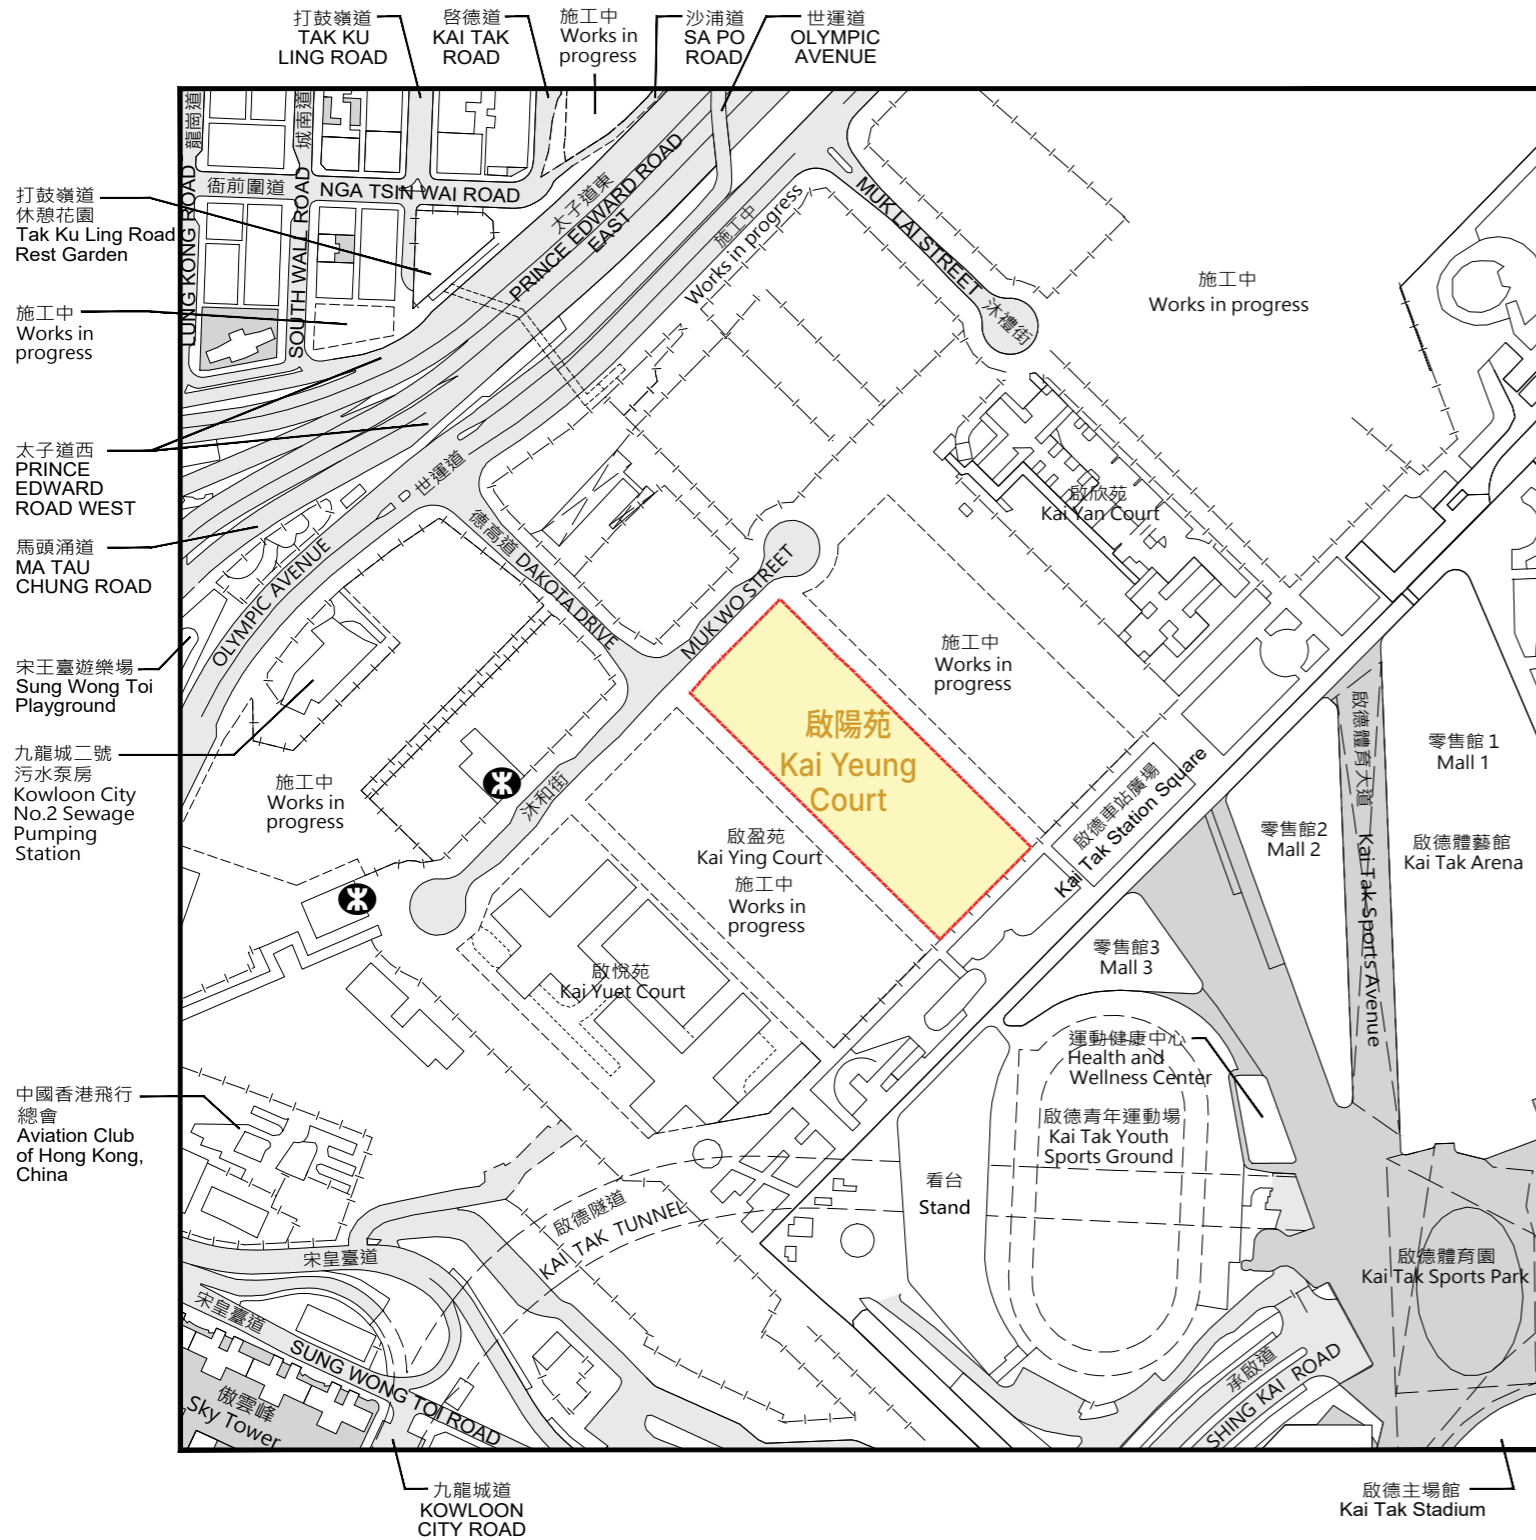 打鼓嶺道
TAK KU
LING ROAD
啓德道
KAI TAK
ROAD
施工中
Works in
progress
沙浦道
SA PO
ROAD
世運道
OLYMPIC
AVENUE
龍崗道
LUNG KONG ROAD
城南道
SOUTH WALL ROAD
衙前圍道 NGA TSIN WAI ROAD
打鼓嶺道
休憩花園
Tak Ku Ling Road
Rest Garden
施工中
Works in
progress
太子道東
PRINCE EDWARD ROAD
EAST
施工中
Works in progress
MUK LAI STREET
沐禮街
施工中
Works in progress
太子道西
PRINCE
EDWARD
ROAD WEST
馬頭涌道
MA TAU
CHUNG ROAD
世運道
OLYMPIC AVENUE
德高道 DAKOTA DRIVE
MUK WO STREET
沐和街
啟欣苑
Kai Yan Court
施工中
Works in
progress
宋王臺遊樂場
Sung Wong Toi
Playground
九龍城二號
污水泵房
Kowloon City
No.2 Sewage
Pumping
Station
施工中
Works in
progress
啟陽苑
Kai Yeung
Court
啟盈苑
Kai Ying Court
施工中
Works in
progress
啟德車站廣場
Kai Tak Station Square
啟德體育大道
Kai Tak Sports Avenue
零售館 1
Mall 1
零售館2
Mall 2
啟德體藝館
Kai Tak Arena
零售館3
Mall 3
啟悅苑
Kai Yuet Court
運動健康中心
Health and
Wellness Center
啟德青年運動場
Kai Tak Youth
Sports Ground
看台
Stand
中國香港飛行
總會
Aviation Club
of Hong Kong,
China
啟德隧道
KAI TAK TUNNEL
宋皇臺道
宋皇臺道
SUNG WONG TOI ROAD
傲雲峰
Sky Tower
啟德體育園
Kai Tak Sports Park
承啟道
SHING KAI ROAD
九龍城道
KOWLOON
CITY ROAD
啟德主場館
Kai Tak Stadium